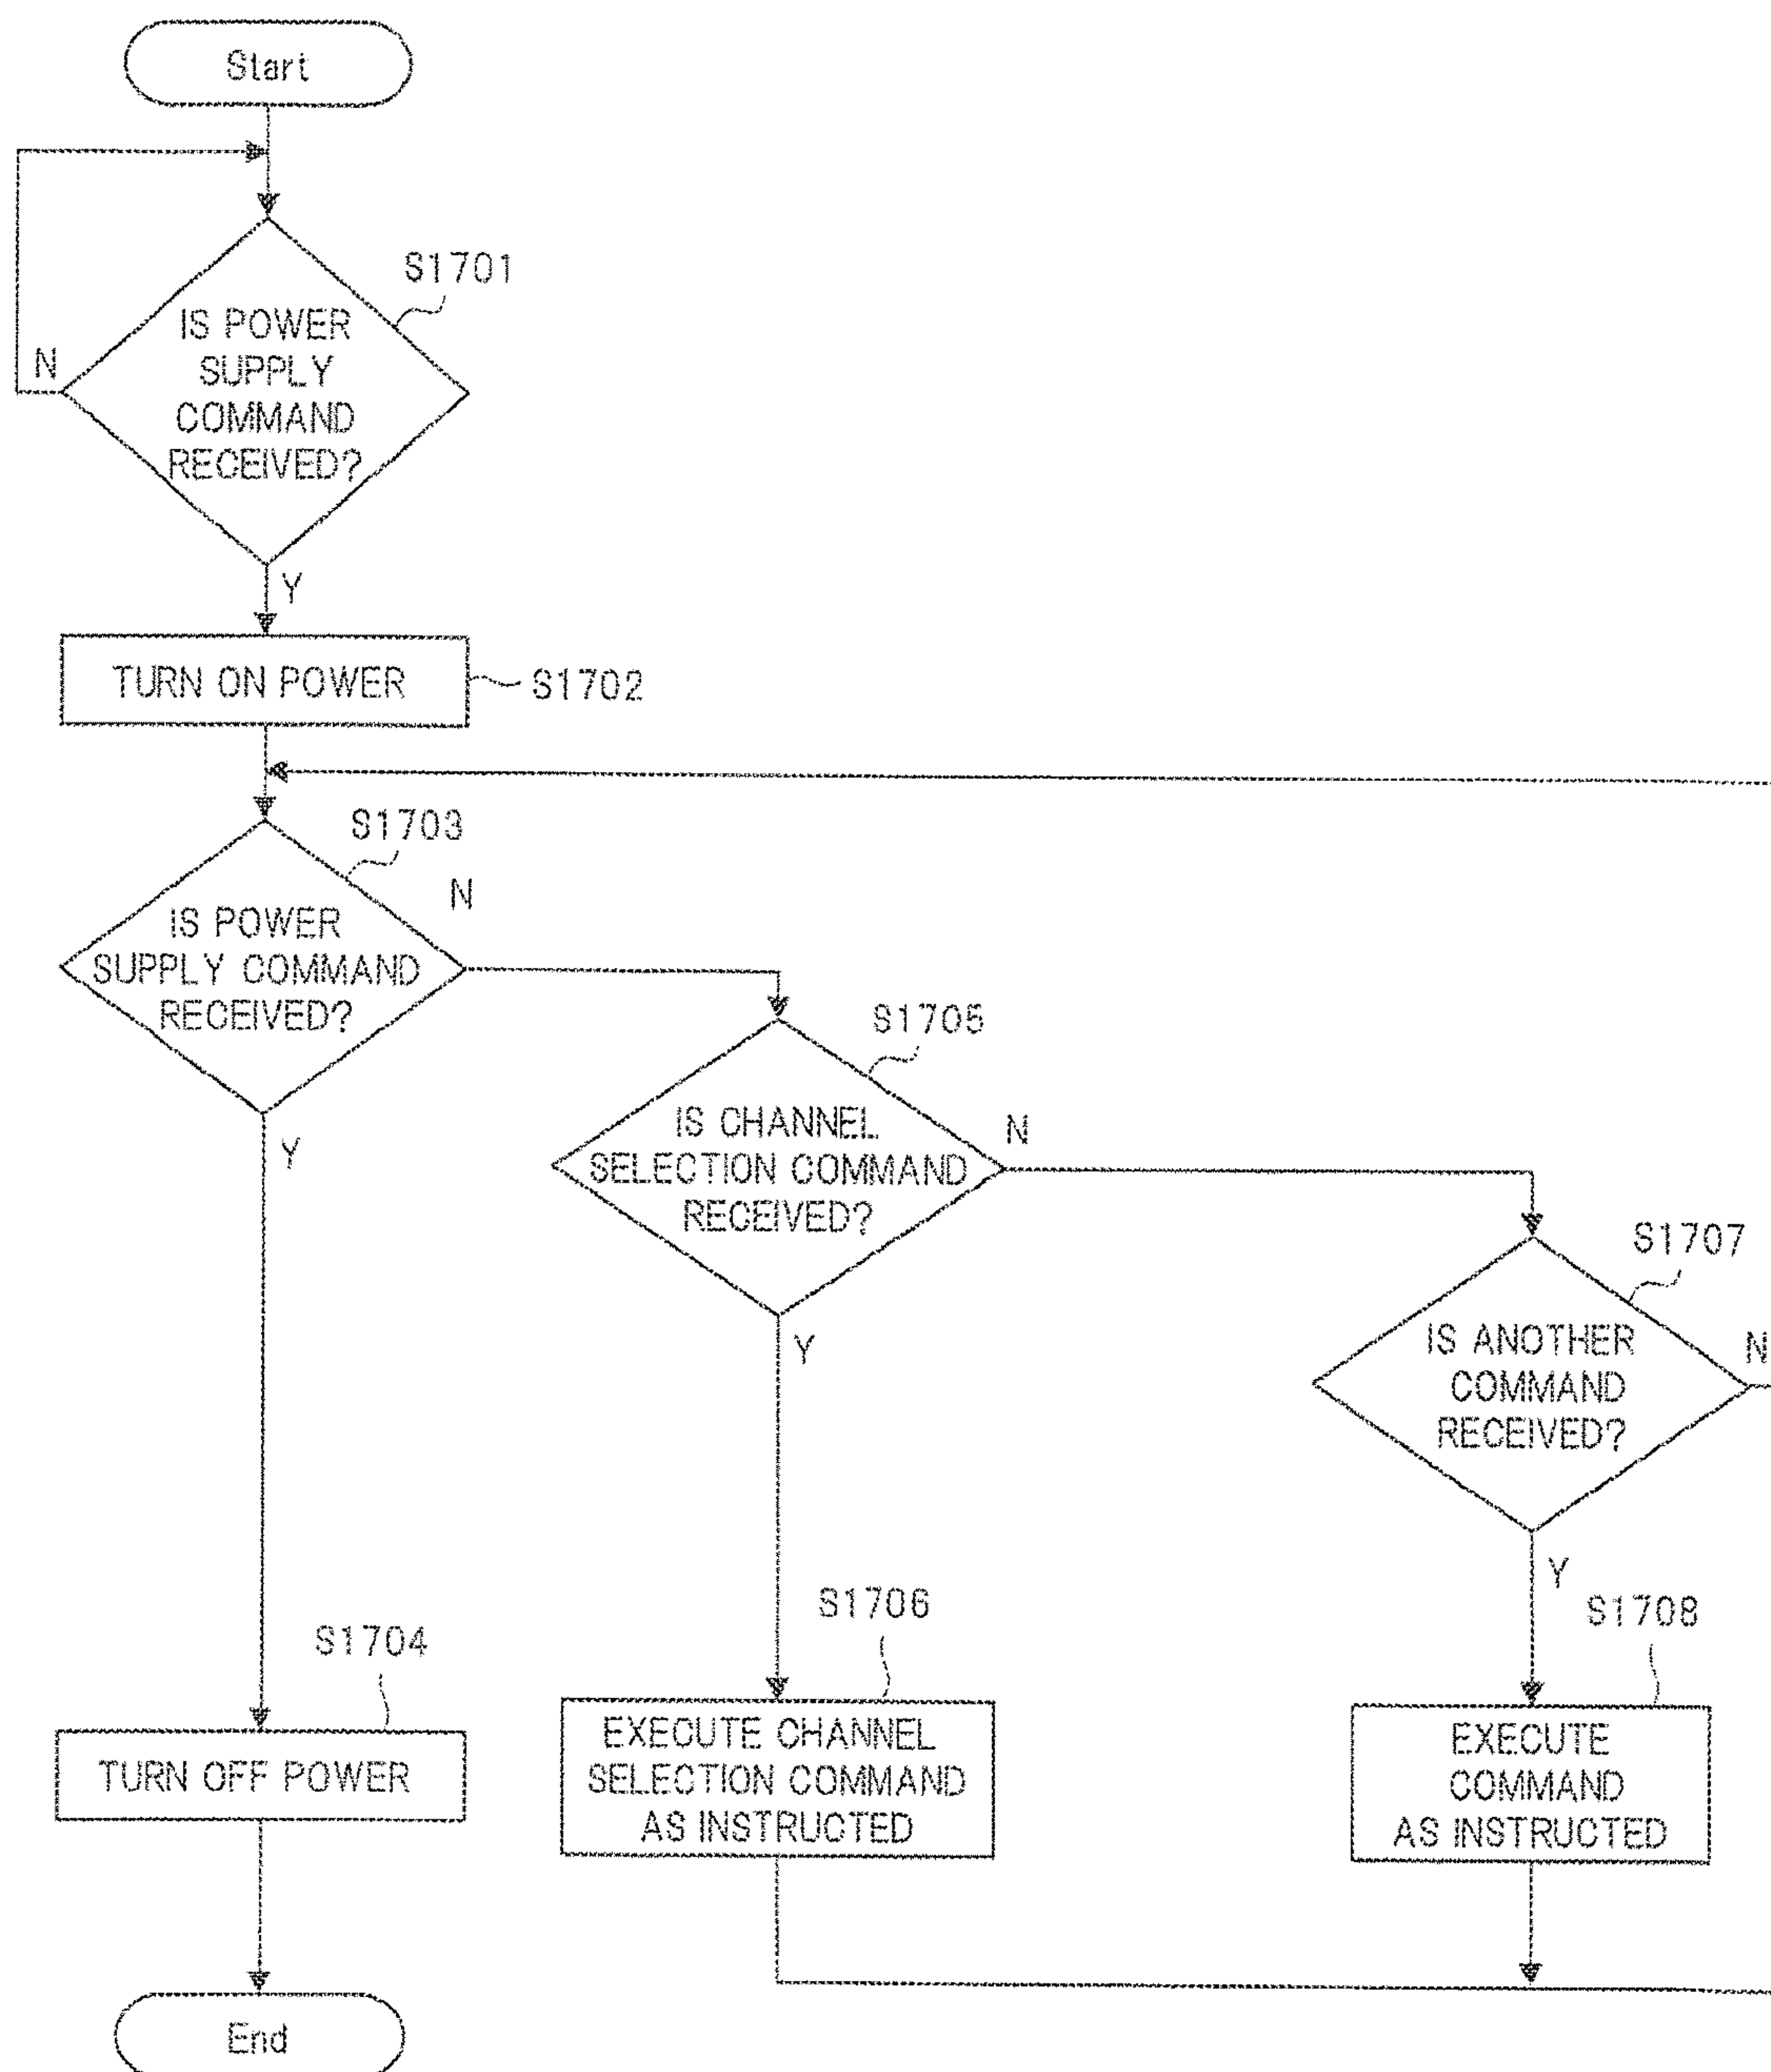 Start
S1701
IS POWER
SUPPLY
COMMAND
RECEIVED?
N
Y
TURN ON POWER
S1702
S1703
N
IS POWER
SUPPLY COMMAND
RECEIVED?
Y
S1705
IS CHANNEL
SELECTION COMMAND
RECEIVED?
N
Y
S1707
IS ANOTHER
COMMAND
RECEIVED?
N
Y
S1704
TURN OFF POWER
S1706
EXECUTE CHANNEL
SELECTION COMMAND
AS INSTRUCTED
S1708
EXECUTE
COMMAND
AS INSTRUCTED
End